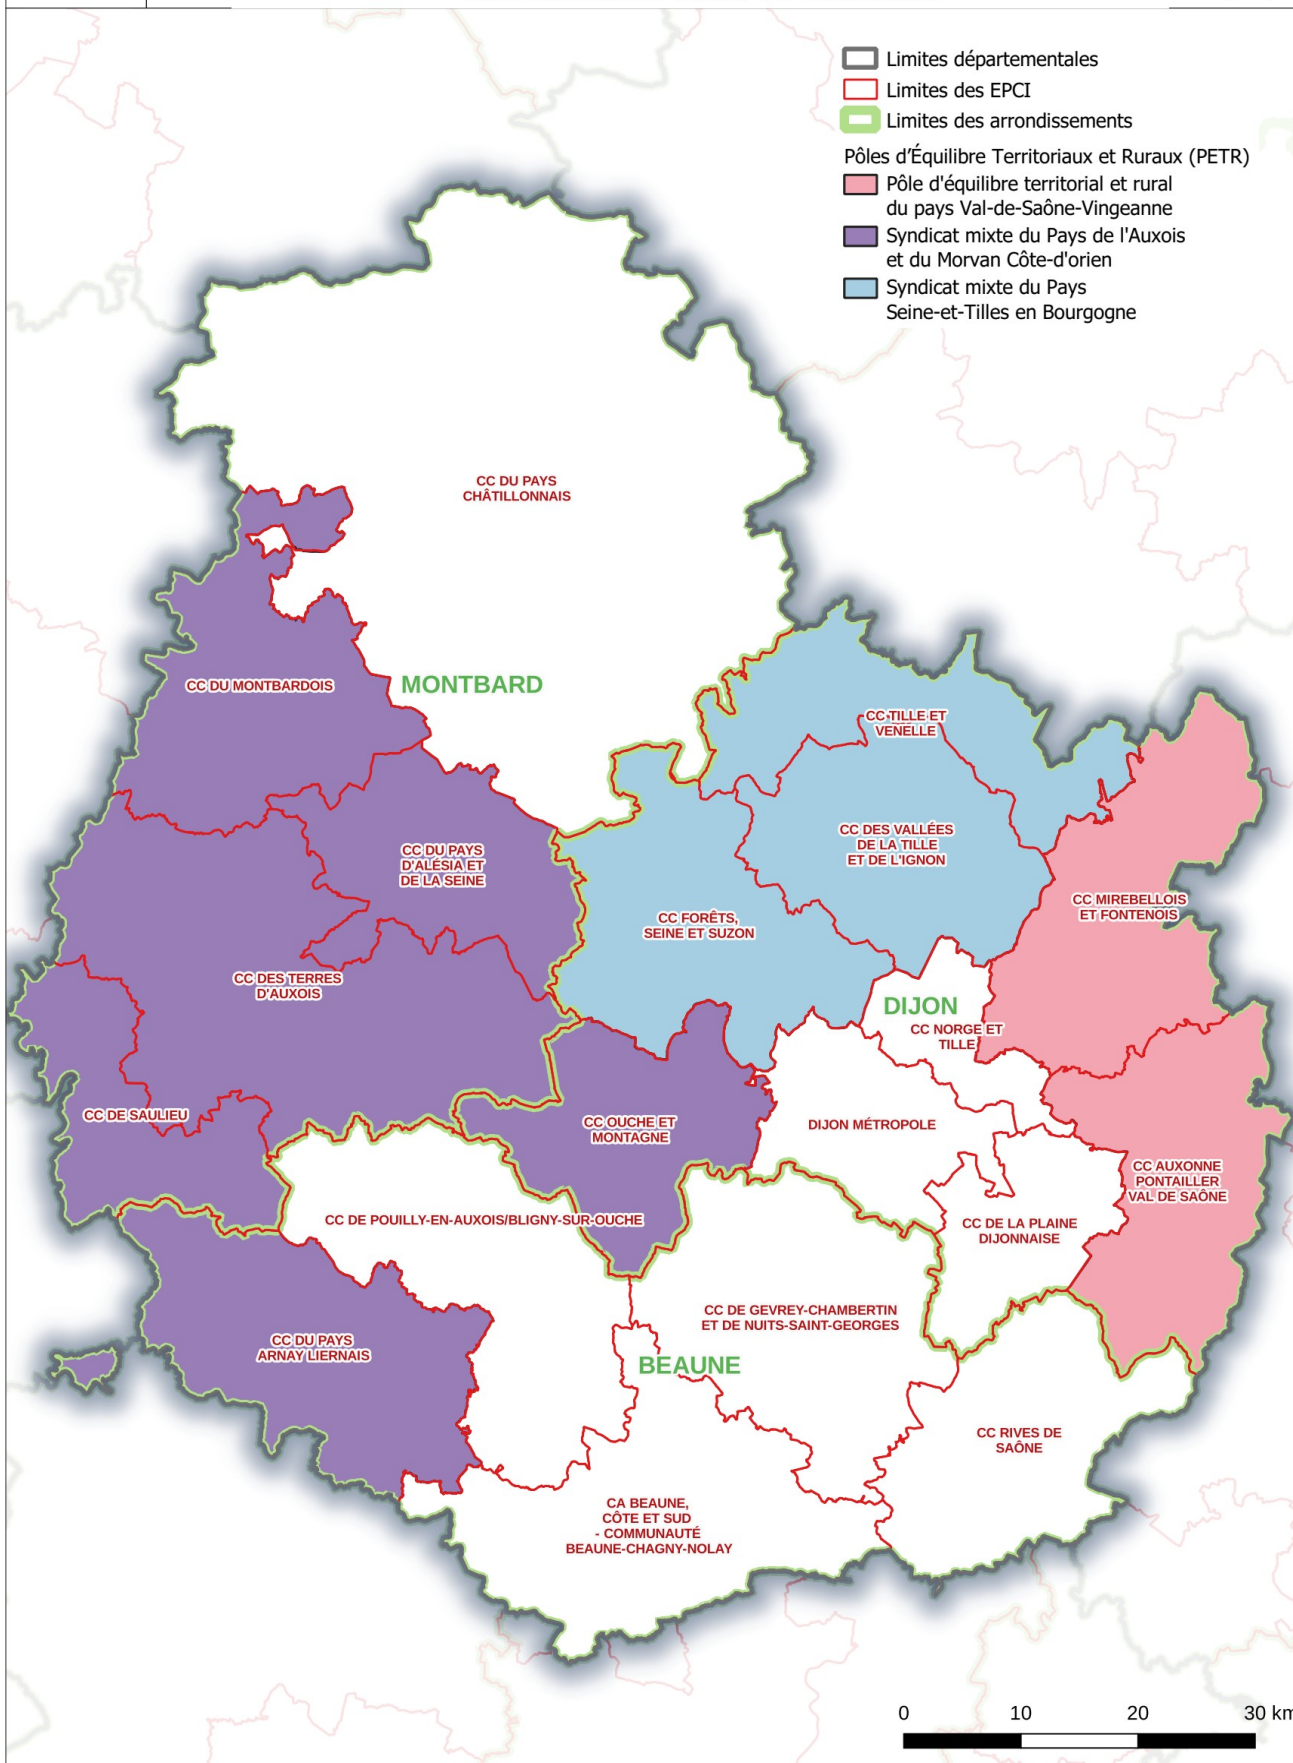 Limites départementales
Limites des EPCI
Limites des arrondissements
Pôles d'Équilibre Territoriaux et Ruraux (PETR)
Pôle d'équilibre territorial et rural
du pays Val-de-Saône-Vingeanne
Syndicat mixte du Pays de l'Auxois
et du Morvan Côte-d'orien
Syndicat mixte du Pays
Seine-et-Tilles en Bourgogne
CC DU PAYS
CHÂTILLONNAIS
CC DU MONTBARDOIS
MONTBARD
CC TILLE ET
VENELLE
CC DES VALLÉES
DE LA TILLE
ET DE L'IGNON
CC DU PAYS
D'ALÉSIA ET
DE LA SEINE
CC MIREBELLOIS
ET FONTENOIS
CC FORÊTS,
SEINE ET SUZON
CC DES TERRES
D'AUXOIS
DIJON
CC NORGE ET
TILLE
CC DE SAULIEU
CC OUCHE ET
MONTAGNE
DIJON MÉTROPOLE
CC AUXONNE
PONTAILLER
VAL DE SAÔNE
CC DE POUILLY-EN-AUXOIS/BLIGNY-SUR-OUCHE
CC DE LA PLAINE
DIJONNAISE
CC DE GEVREY-CHAMBERTIN
ET DE NUITS-SAINT-GEORGES
CC DU PAYS
ARNAY LIERNAIS
BEAUNE
CC RIVES DE
SAÔNE
CA BEAUNE,
CÔTE ET SUD
- COMMUNAUTÉ
BEAUNE-CHAGNY-NOLAY
0 10 20 30 km